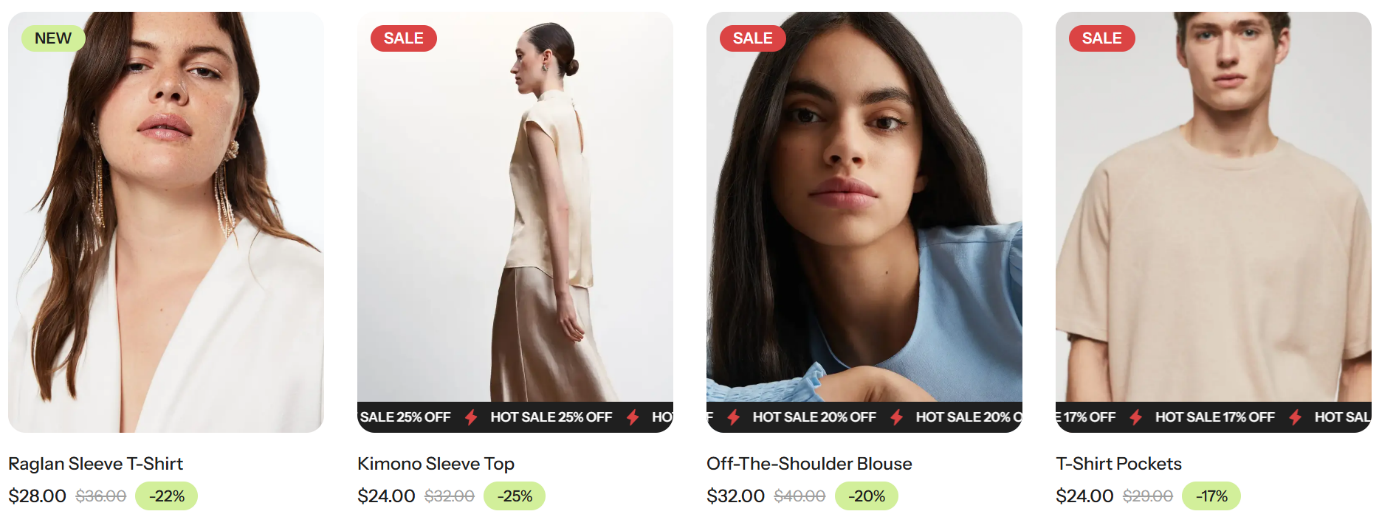 NEW
SALE
SALE
SALE
SALE 25% OFF HOT SALE 25% OFF
HOT SALE 20% OFF HOT SALE 20%
17% OFF HOT SALE 17% OFF HOT
Raglan Sleeve T-Shirt
Kimono Sleeve Top
Off-The-Shoulder Blouse
T-Shirt Pockets
$28.00 $36.00 -22%
$24.00 $32.00 -25%
$32.00 $40.00 -20%
$24.00 $29.00 -17%